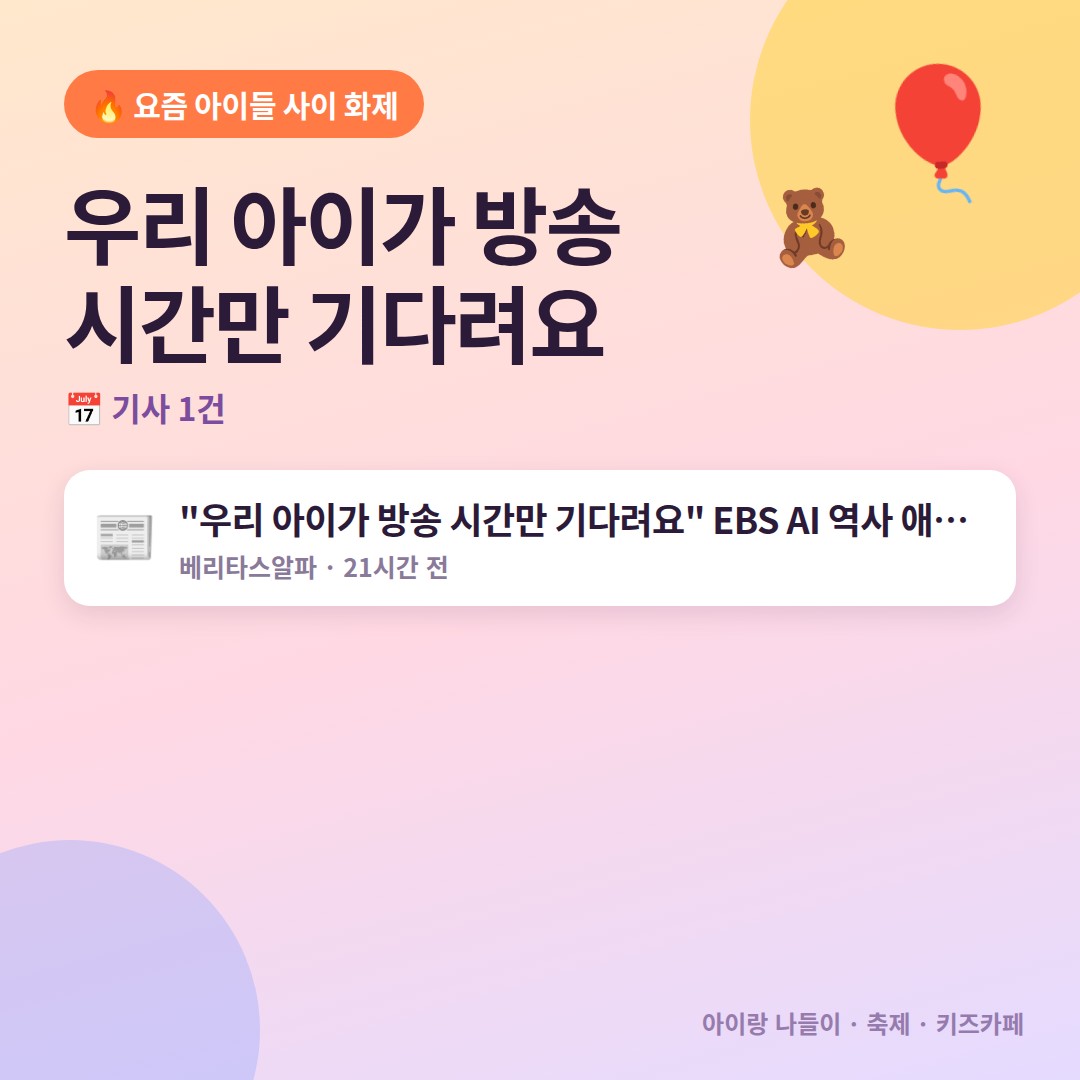 🔥 요즘 아이들 사이 화제
우리 아이가 방송
시간만 기다려요
📅 기사 1건
"우리 아이가 방송 시간만 기다려요" EBS AI 역사 애…
베리타스알파 · 21시간 전
아이랑 나들이 · 축제 · 키즈카페